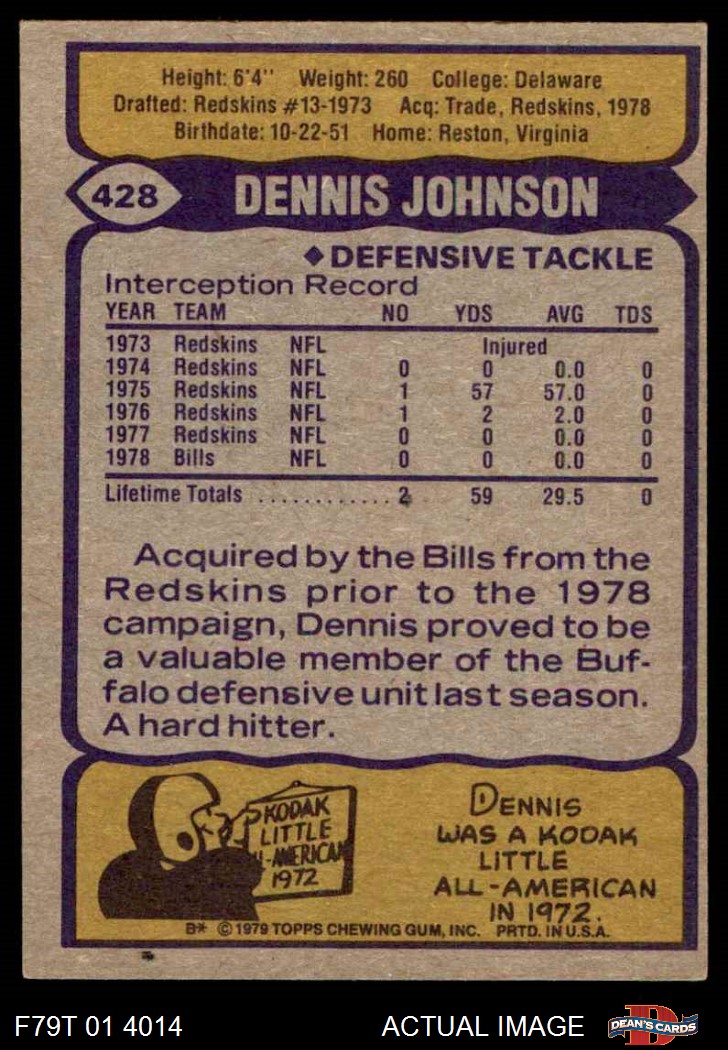 Height: 6'4" Weight: 260 College: Delaware
Drafted: Redskins #13-1973 Acq: Trade, Redskins, 1978
Birthdate: 10-22-51 Home: Reston, Virginia
428 DENNIS JOHNSON
◆DEFENSIVE TACKLE
Interception Record
YEAR TEAM NO YDS AVG TDS
1973 Redskins NFL Injured
1974 Redskins NFL 0 0 0.0 0
1975 Redskins NFL 1 57 57.0 0
1976 Redskins NFL 1 2 2.0 0
1977 Redskins NFL 0 0 0.0 0
1978 Bills NFL 0 0 0.0 0
Lifetime Totals ............ 2 59 29.5 0
Acquired by the Bills from the
Redskins prior to the 1978
campaign, Dennis proved to be
a valuable member of the Buf-
falo defensive unit last season.
A hard hitter.
KODAK
LITTLE
ALL-AMERICAN
1972
DENNIS
WAS A KODAK
LITTLE
ALL-AMERICAN
IN 1972.
B* © 1979 TOPPS CHEWING GUM, INC. PRTD. IN U.S.A.
F79T 01 4014 ACTUAL IMAGE D DEAN'S CARDS